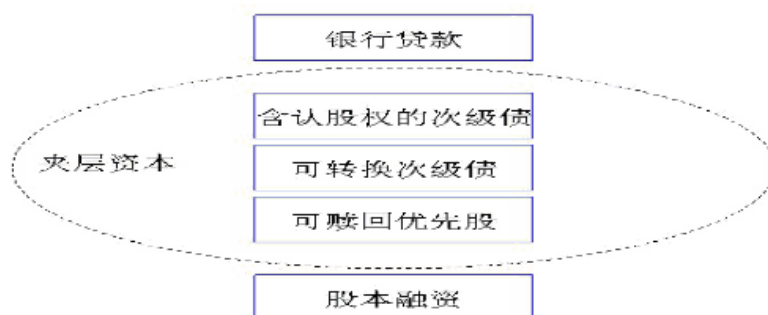 银行贷款
含认股权的次级债
夹层资本
可转换次级债
可赎回优先股
股本融资